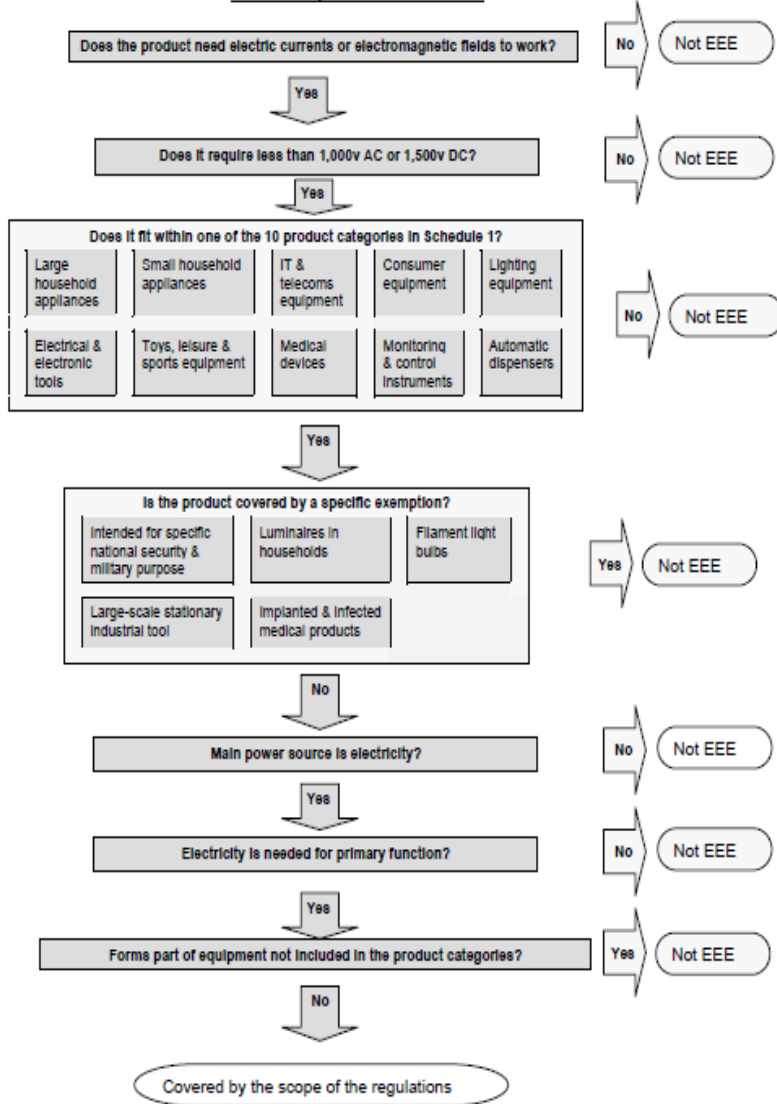 Does the product need electric currents or electromagnetic fields to work?
No
Not EEE
Yes
Does it require less than 1,000v AC or 1,500v DC?
No
Not EEE
Yes
Does it fit within one of the 10 product categories in Schedule 1?
Large
household
appliances
Small household
appliances
IT &
telecoms
equipment
Consumer
equipment
Lighting
equipment
Electrical &
electronic
tools
Toys, leisure &
sports equipment
Medical
devices
Monitoring
& control
instruments
Automatic
dispensers
No
Not EEE
Yes
Is the product covered by a specific exemption?
Intended for specific
national security &
military purpose
Luminaires in
households
Filament light
bulbs
Large-scale stationary
industrial tool
Implanted & infected
medical products
Yes
Not EEE
No
Main power source is electricity?
No
Not EEE
Yes
Electricity is needed for primary function?
No
Not EEE
Yes
Forms part of equipment not included in the product categories?
Yes
Not EEE
No
Covered by the scope of the regulations